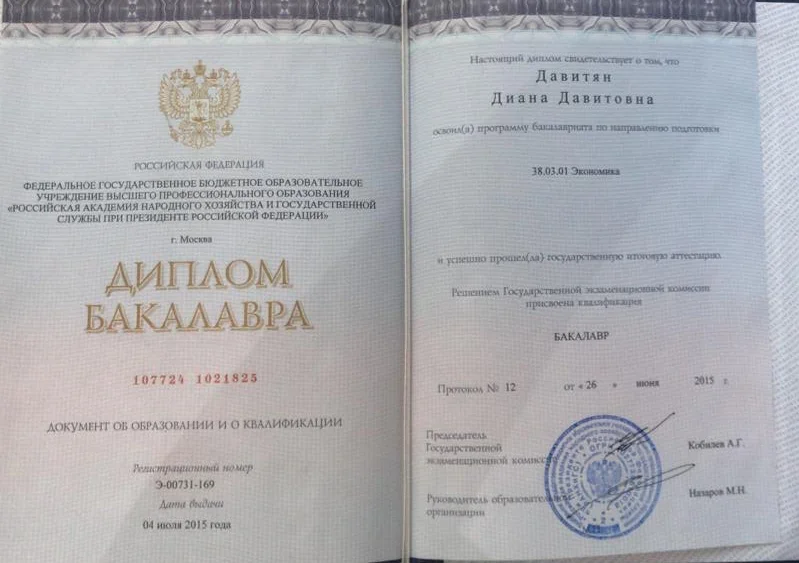 РОССИЙСКАЯ ФЕДЕРАЦИЯ
ФЕДЕРАЛЬНОЕ ГОСУДАРСТВЕННОЕ БЮДЖЕТНОЕ ОБРАЗОВАТЕЛЬНОЕ
УЧРЕЖДЕНИЕ ВЫСШЕГО ПРОФЕССИОНАЛЬНОГО ОБРАЗОВАНИЯ
«РОССИЙСКАЯ АКАДЕМИЯ НАРОДНОГО ХОЗЯЙСТВА И ГОСУДАРСТВЕННОЙ
СЛУЖБЫ ПРИ ПРЕЗИДЕНТЕ РОССИЙСКОЙ ФЕДЕРАЦИИ»
г. Москва
ДИПЛОМ
БАКАЛАВРА
107724 1021825
ДОКУМЕНТ ОБ ОБРАЗОВАНИИ И О КВАЛИФИКАЦИИ
Регистрационный номер
Э-00731-169
Дата выдачи
04 июля 2015 года
Настоящий диплом свидетельствует о том, что
Давитян
Диана Давитовна
освоил(а) программу бакалавриата по направлению подготовки
38.03.01 Экономика
и успешно прошел(ла) государственную итоговую аттестацию
Решением Государственной экзаменационной комиссии
присвоена квалификация
БАКАЛАВР
Протокол № 12 от « 26 » июня 2015 г.
Председатель
Государственной
экзаменационной комиссии Кобилев А.Г.
Руководитель образовательной
организации Назаров М.Н.